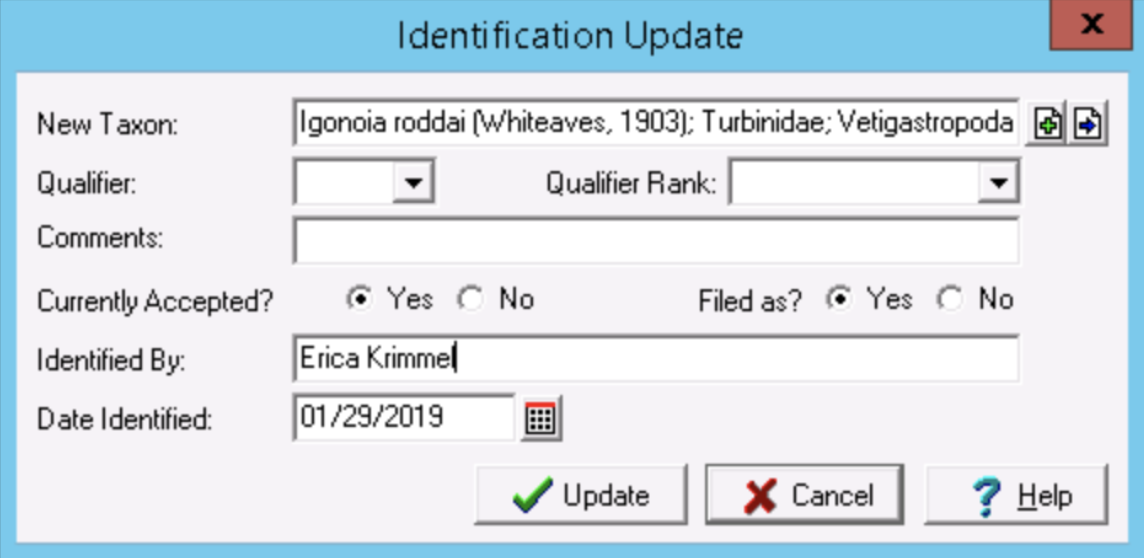 Identification Update
x
New Taxon: Igonoia roddai (Whiteaves, 1903); Turbinidae; Vetigastropoda
Qualifier: Qualifier Rank:
Comments:
Currently Accepted? Yes No Filed as? Yes No
Identified By: Erica Krimmel
Date Identified: 01/29/2019
Update Cancel ? Help